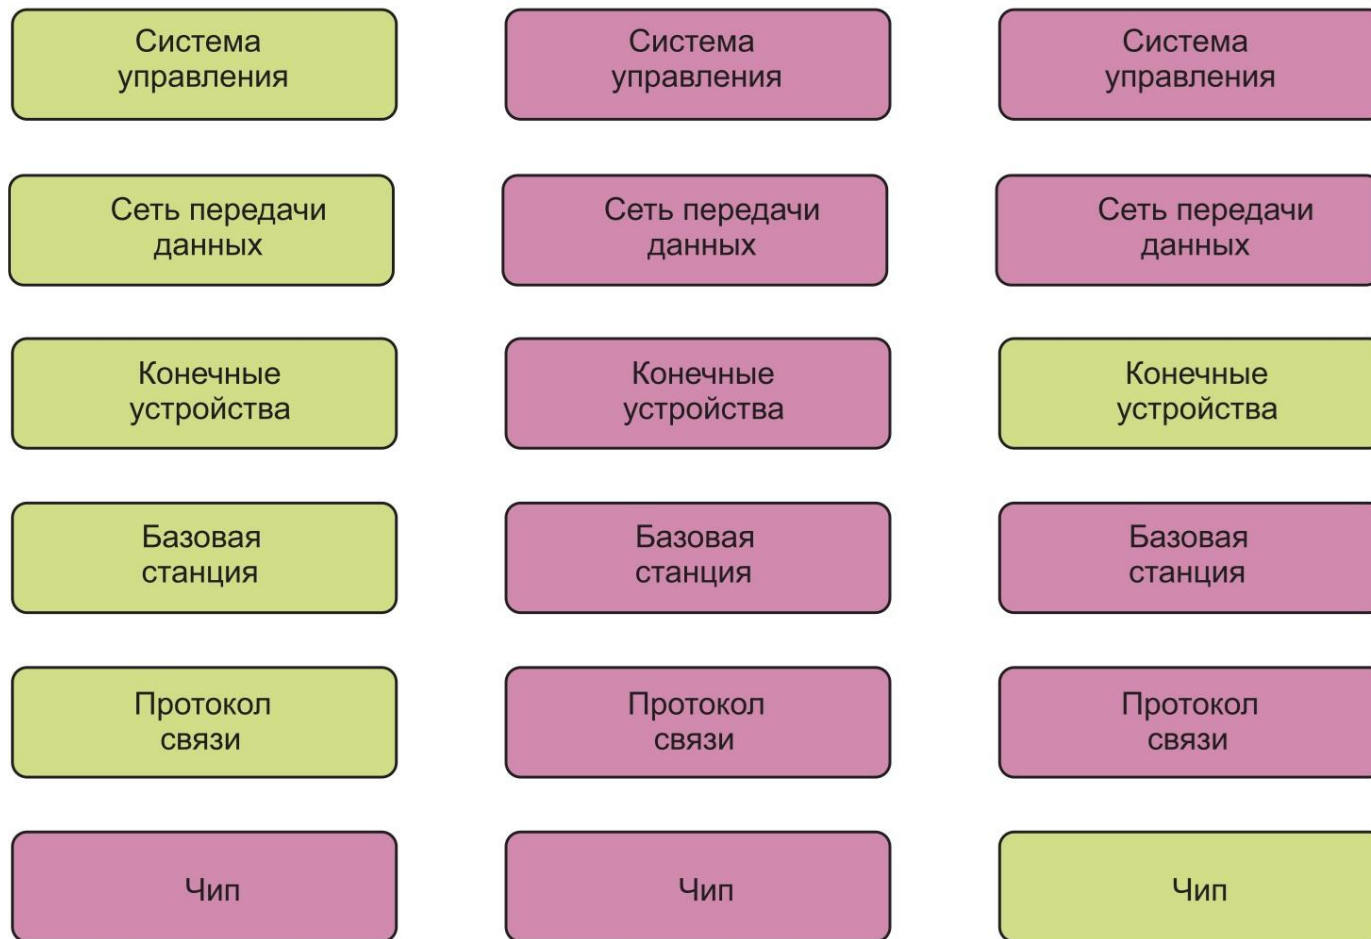 Система
управления
Система
управления
Система
управления
Сеть передачи
данных
Сеть передачи
данных
Сеть передачи
данных
Конечные
устройства
Конечные
устройства
Конечные
устройства
Базовая
станция
Базовая
станция
Базовая
станция
Протокол
связи
Протокол
связи
Протокол
связи
Чип
Чип
Чип